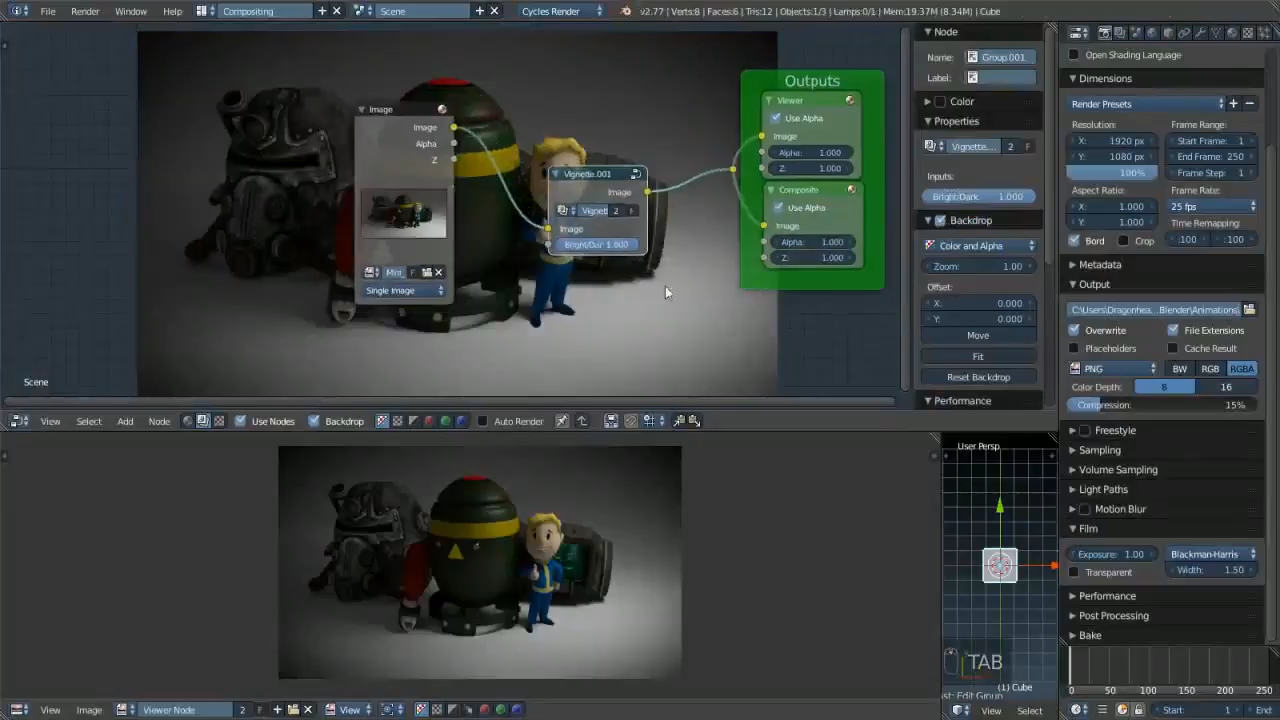 File Render Window Help Compositing Scene Cycles Render v2.77 | Verts:8 | Faces:6 | Tris:12 | Objects:1/3 | Lamps:0/1 | Mem:19.37M (8.34M) | Cube
Image
Image
Alpha
Z
F
Single Image
Vignette.001
Image
2 F
Image
Bright/Dar: 1.000
Outputs
Viewer
Use Alpha
Image
Alpha: 1.000
Z: 1.000
Composite
Use Alpha
Image
Alpha: 1.000
Z: 1.000
Scene
Node
Name: Group.001
Label:
Color
Properties
Vignette.... 2 F
Inputs:
Bright/Dark: 1.000
Backdrop
Color and Alpha
Zoom: 1.00
Offset:
X: 0.000
Y: 0.000
Move
Fit
Reset Backdrop
Performance
Open Shading Language
Dimensions
Render Presets
Resolution: Frame Range:
X: 1920 px Start Frame: 1
Y: 1080 px End Frame: 250
100% Frame Step: 1
Aspect Ratio: Frame Rate:
X: 1.000 25 fps
Y: 1.000 Time Remapping:
Bord Crop :100 :100
Metadata
Output
C:\Users\Dragonhea...Blender\Animations\
Overwrite File Extensions
Placeholders Cache Result
PNG BW RGB RGBA
Color Depth: 8 16
Compression: 15%
Freestyle
Sampling
Volume Sampling
Light Paths
Motion Blur
Film
Exposure: 1.00 Blackman-Harris
Transparent Width: 1.50
Performance
Post Processing
Bake
View Select Add Node Use Nodes Backdrop Auto Render
User Persp
TAB
Edit Group
(1) Cube
0 50 100 150 200 250
View Image Viewer Node 2 F View
View Select
Start: 1 End: